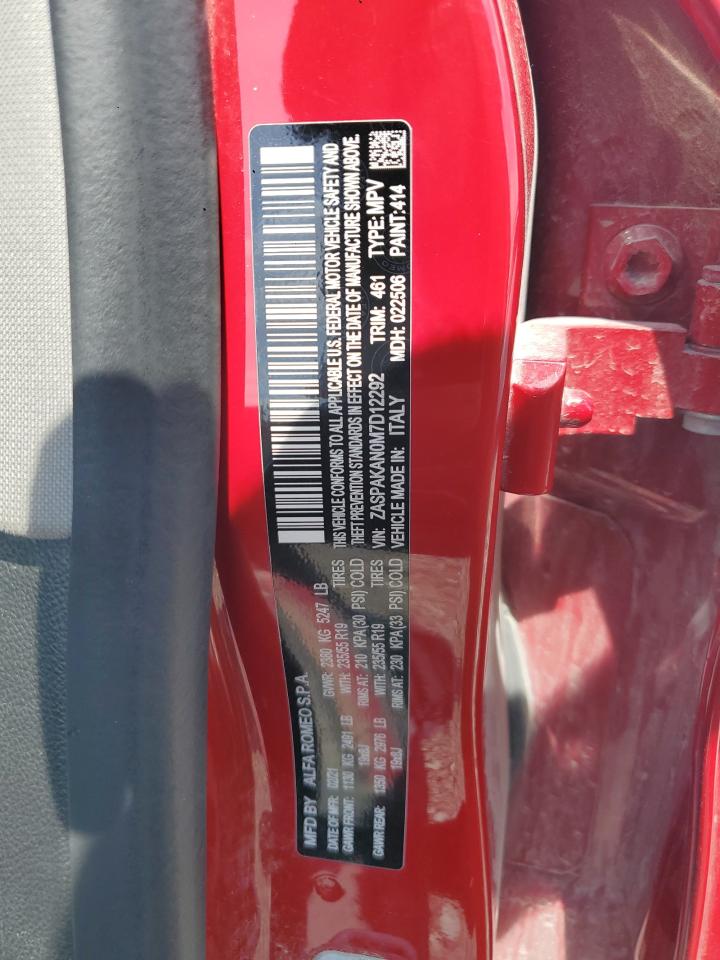 MFD BY ALFA ROMEO S.P.A.
DATE OF MFR: 02/21 GVWR: 2380 KG 5247 LB
GAWR FRONT: 1130 KG 2491 LB WITH: 235/55 R19 TIRES
19x8J RIMS AT: 210 KPA(30 PSI) COLD
GAWR REAR: 1350 KG 2976 LB WITH: 235/55 R19 TIRES
19x8J RIMS AT: 230 KPA(33 PSI) COLD
THIS VEHICLE CONFORMS TO ALL APPLICABLE U.S. FEDERAL MOTOR VEHICLE SAFETY AND
THEFT PREVENTION STANDARDS IN EFFECT ON THE DATE OF MANUFACTURE SHOWN ABOVE.
VIN: ZASPAKAN0M7D12292 TRIM: 461 TYPE: MPV
VEHICLE MADE IN: ITALY MDH: 022506 PAINT:414